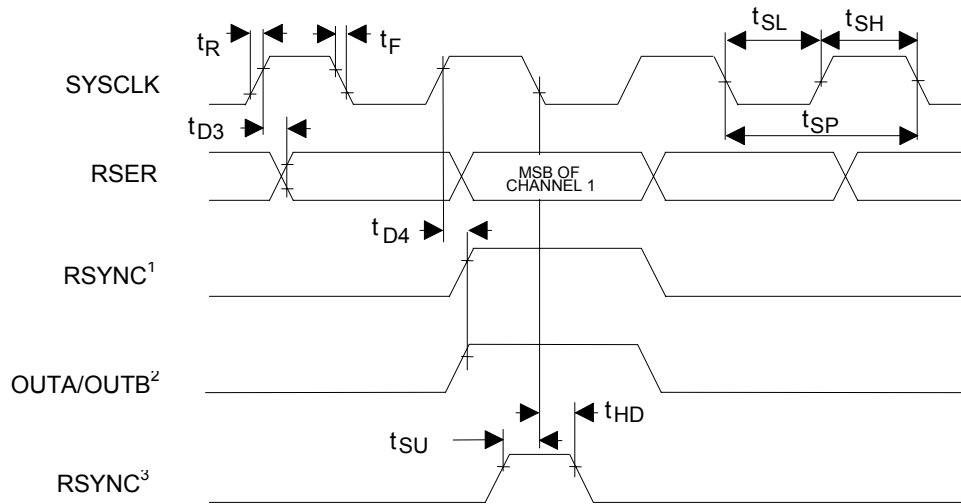 tR
tF
tSL
tSH
SYSCLK
tD3
tSP
RSER
MSB OF
CHANNEL 1
tD4
RSYNC¹
OUTA/OUTB²
tHD
tSU
RSYNC³